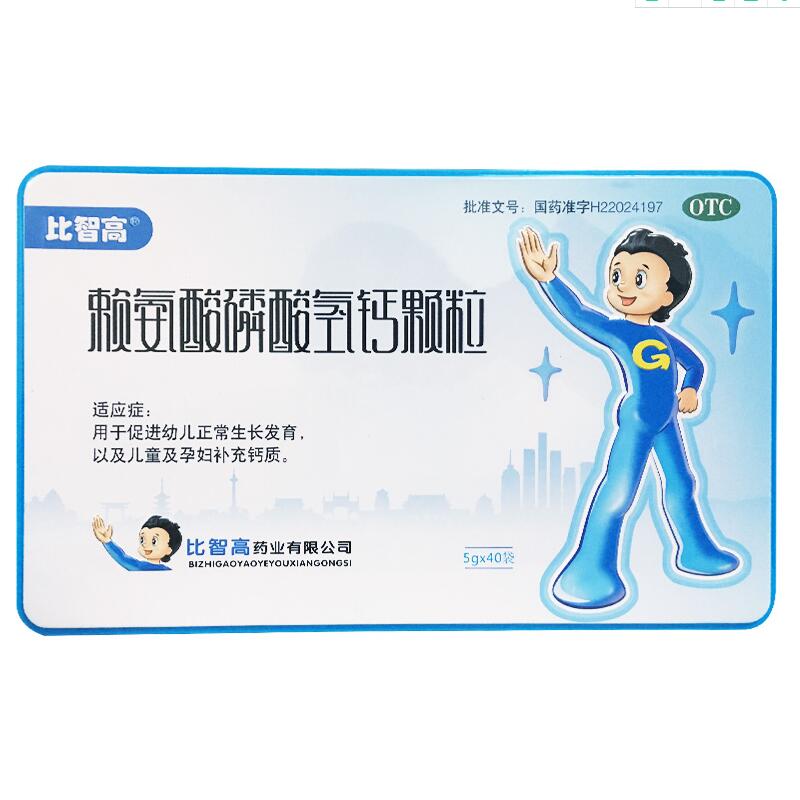 批准文号：国药准字H22024197
OTC
比智高®
赖氨酸磷酸氢钙颗粒
G
适应症：
用于促进幼儿正常生长发育，
以及儿童及孕妇补充钙质。
比智高药业有限公司
BIZHIGAOYAOYEYOUXIANGONGSI
5gx40袋